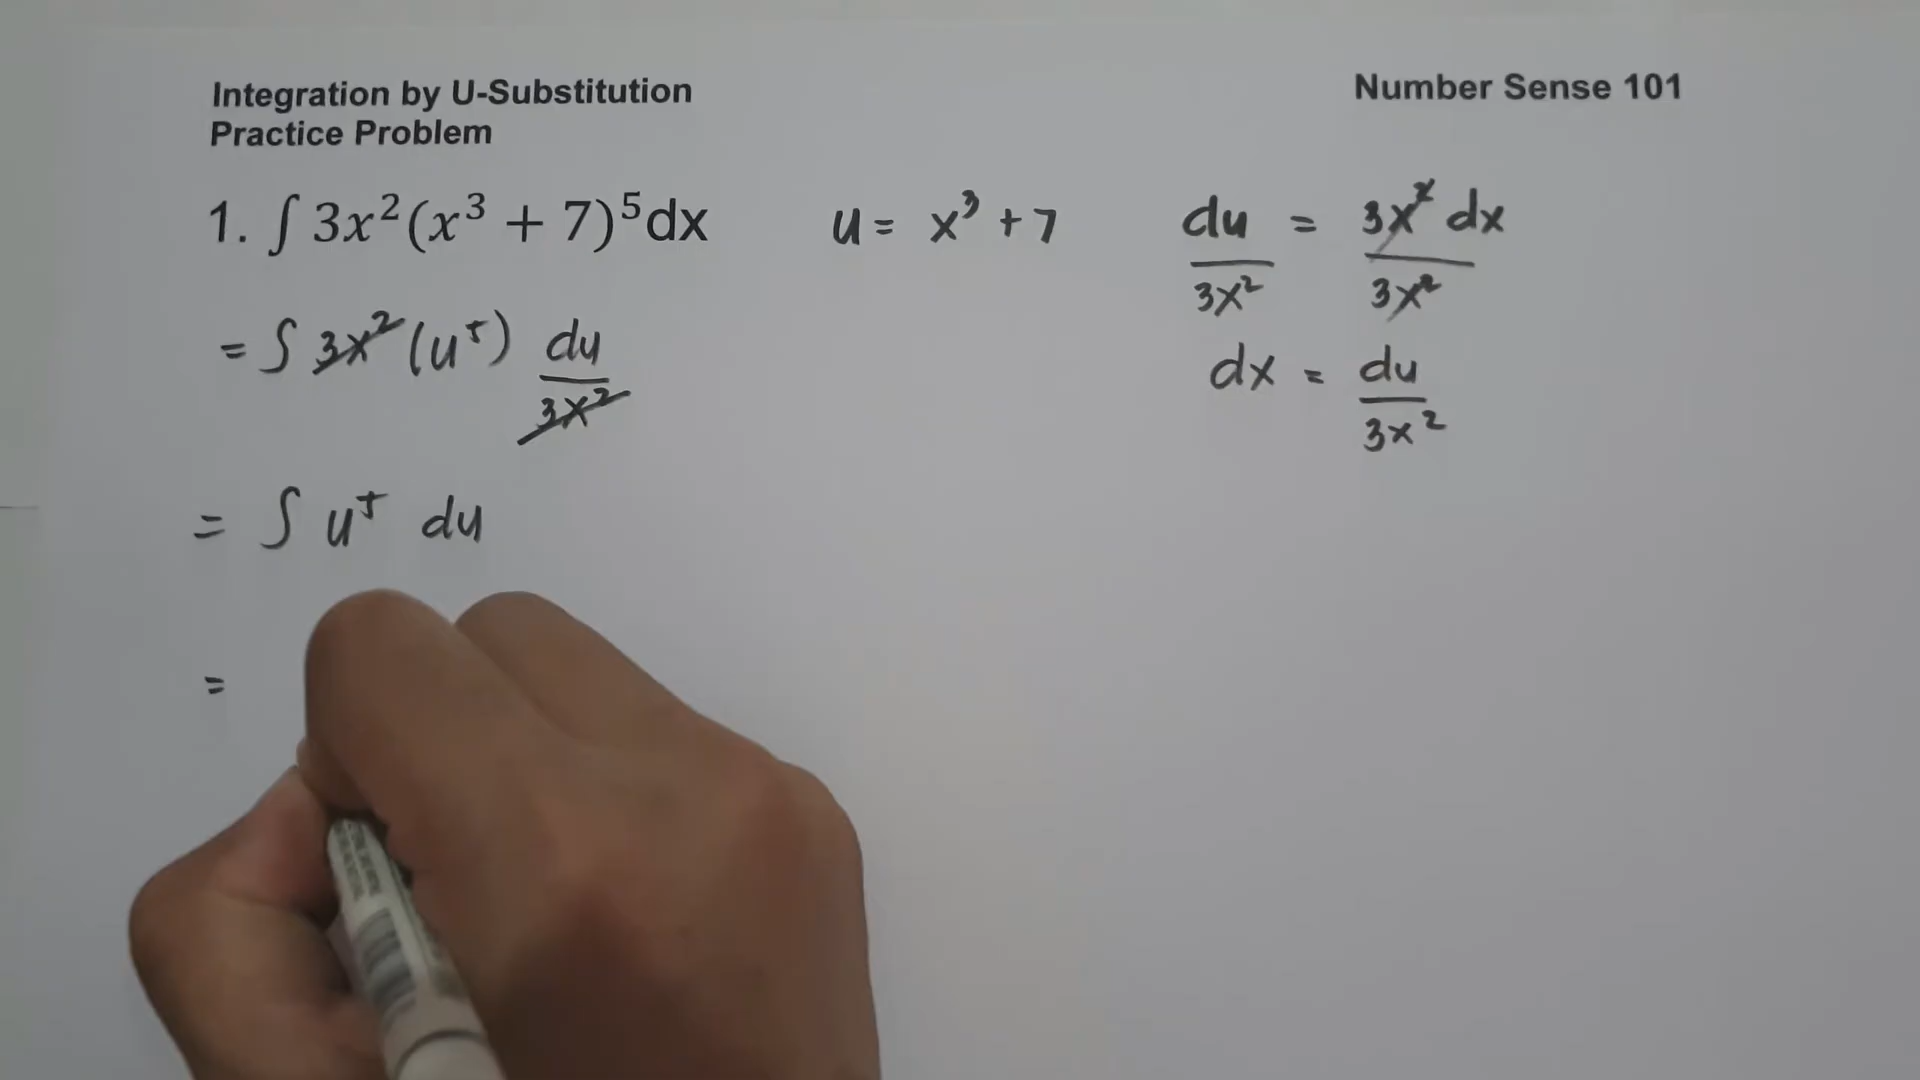 Integration by U-Substitution
Practice Problem
Number Sense 101
1. ∫ 3x²(x³ + 7)⁵dx
u = x³ + 7
du = 3x² dx
3x² 3x²
= ∫ 3x² (u⁵) du
3x²
dx = du
3x²
= ∫ u⁵ du
=